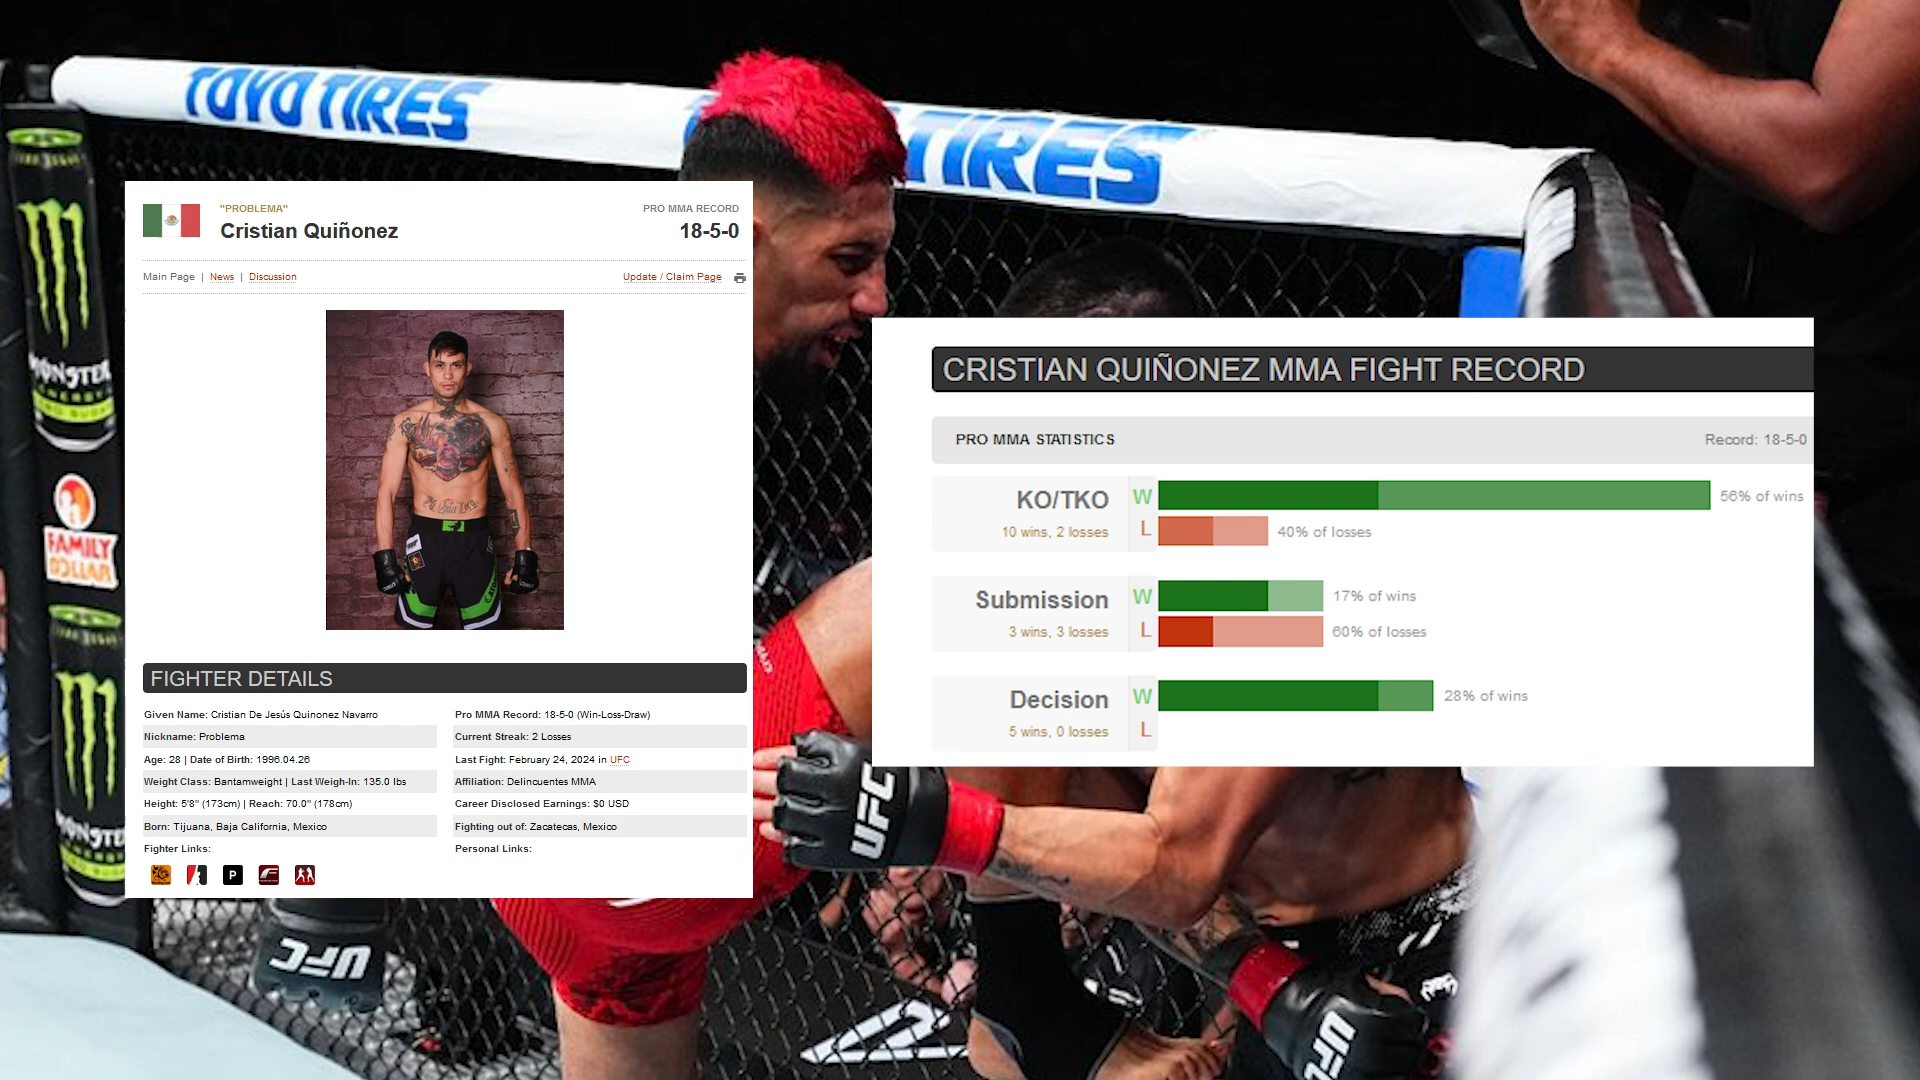 TOYO TIRES
TIRES
MONSTER
FAMILY
DOLLAR
"PROBLEMA"
Cristian Quiñonez
PRO MMA RECORD
18-5-0
Main Page | News | Discussion
Update / Claim Page
FIGHTER DETAILS
Given Name: Cristian De Jesús Quinonez Navarro
Nickname: Problema
Age: 28 | Date of Birth: 1996.04.26
Weight Class: Bantamweight | Last Weigh-In: 135.0 lbs
Height: 5'8" (173cm) | Reach: 70.0" (178cm)
Born: Tijuana, Baja California, Mexico
Fighter Links:
P
Pro MMA Record: 18-5-0 (Win-Loss-Draw)
Current Streak: 2 Losses
Last Fight: February 24, 2024 in UFC
Affiliation: Delincuentes MMA
Career Disclosed Earnings: $0 USD
Fighting out of: Zacatecas, Mexico
Personal Links:
CRISTIAN QUIÑONEZ MMA FIGHT RECORD
PRO MMA STATISTICS
Record: 18-5-0
KO/TKO
10 wins, 2 losses
W
56% of wins
L
40% of losses
Submission
3 wins, 3 losses
W
17% of wins
L
60% of losses
Decision
5 wins, 0 losses
W
28% of wins
L
UFC
UFC
UFC